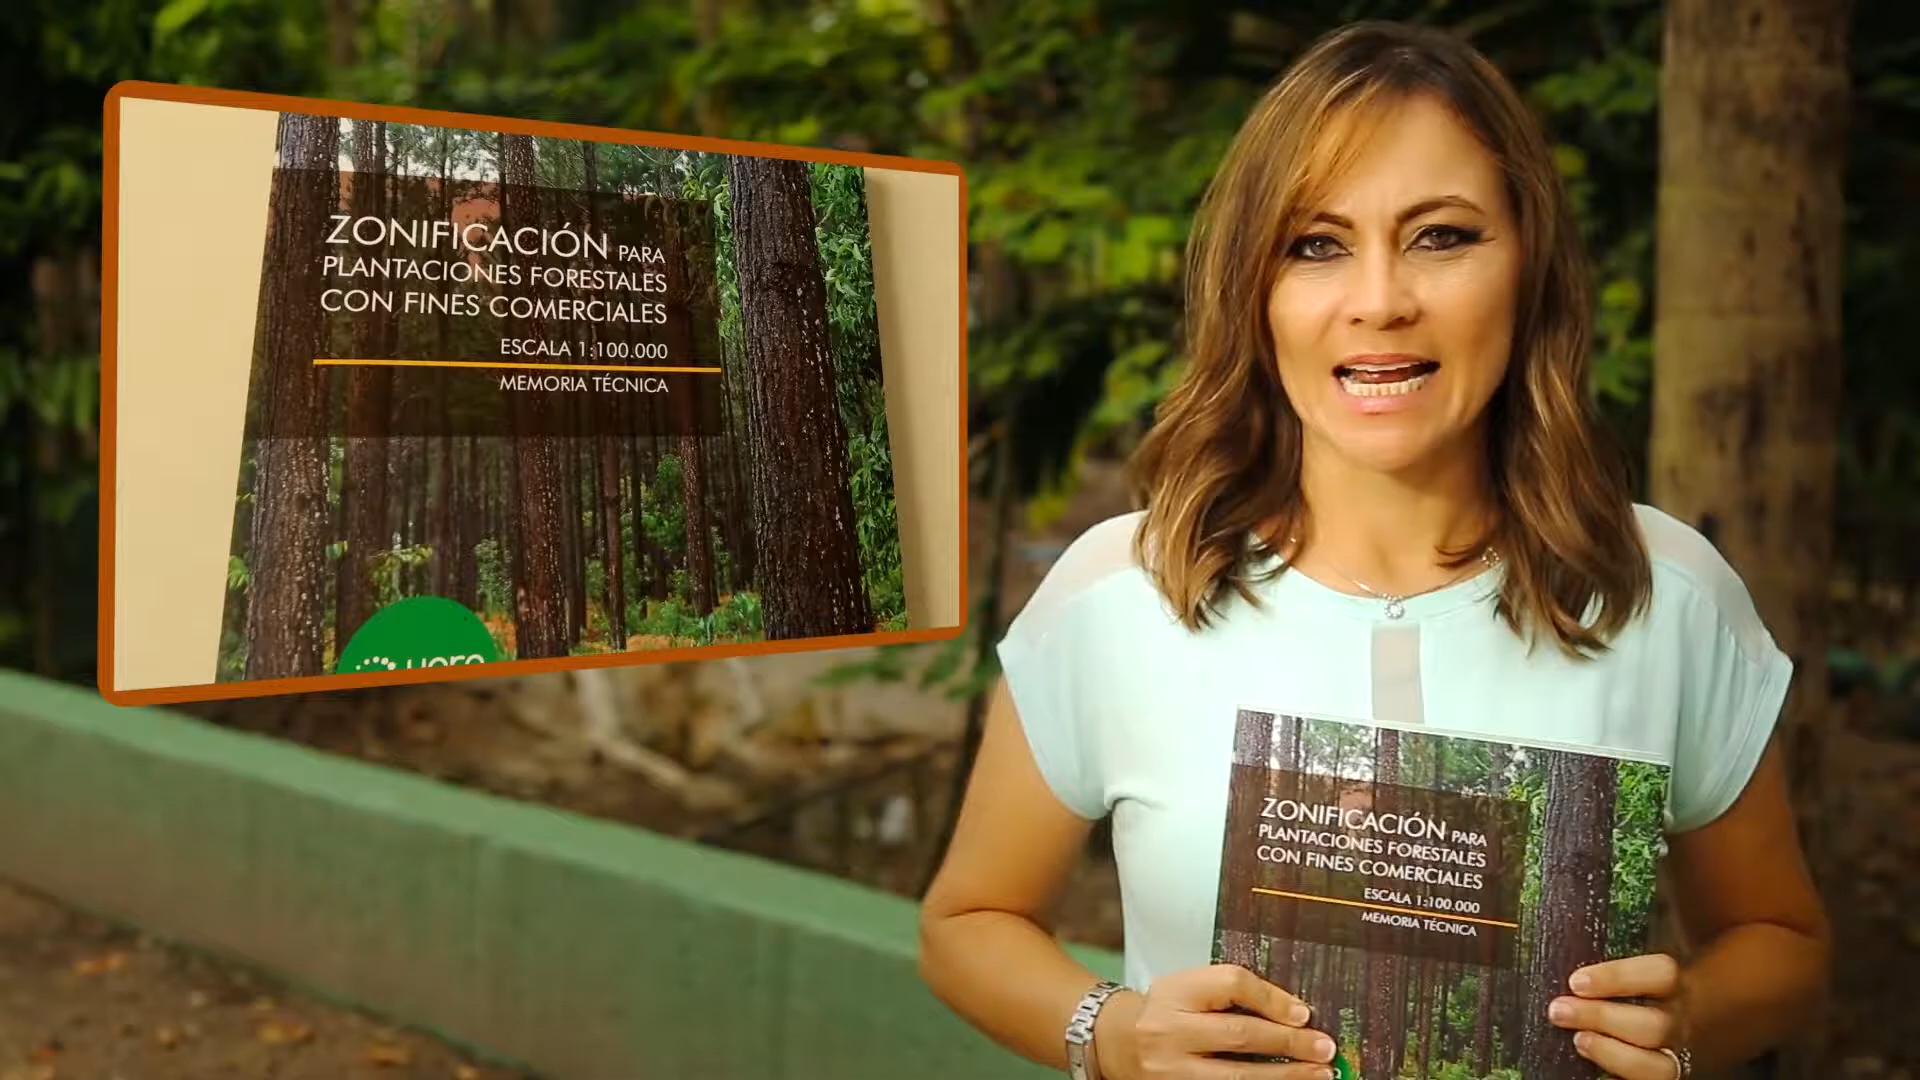 ZONIFICACIÓN PARA
PLANTACIONES FORESTALES
CON FINES COMERCIALES
ESCALA 1:100.000
MEMORIA TÉCNICA
ZONIFICACIÓN PARA
PLANTACIONES FORESTALES
CON FINES COMERCIALES
ESCALA 1:100.000
MEMORIA TÉCNICA